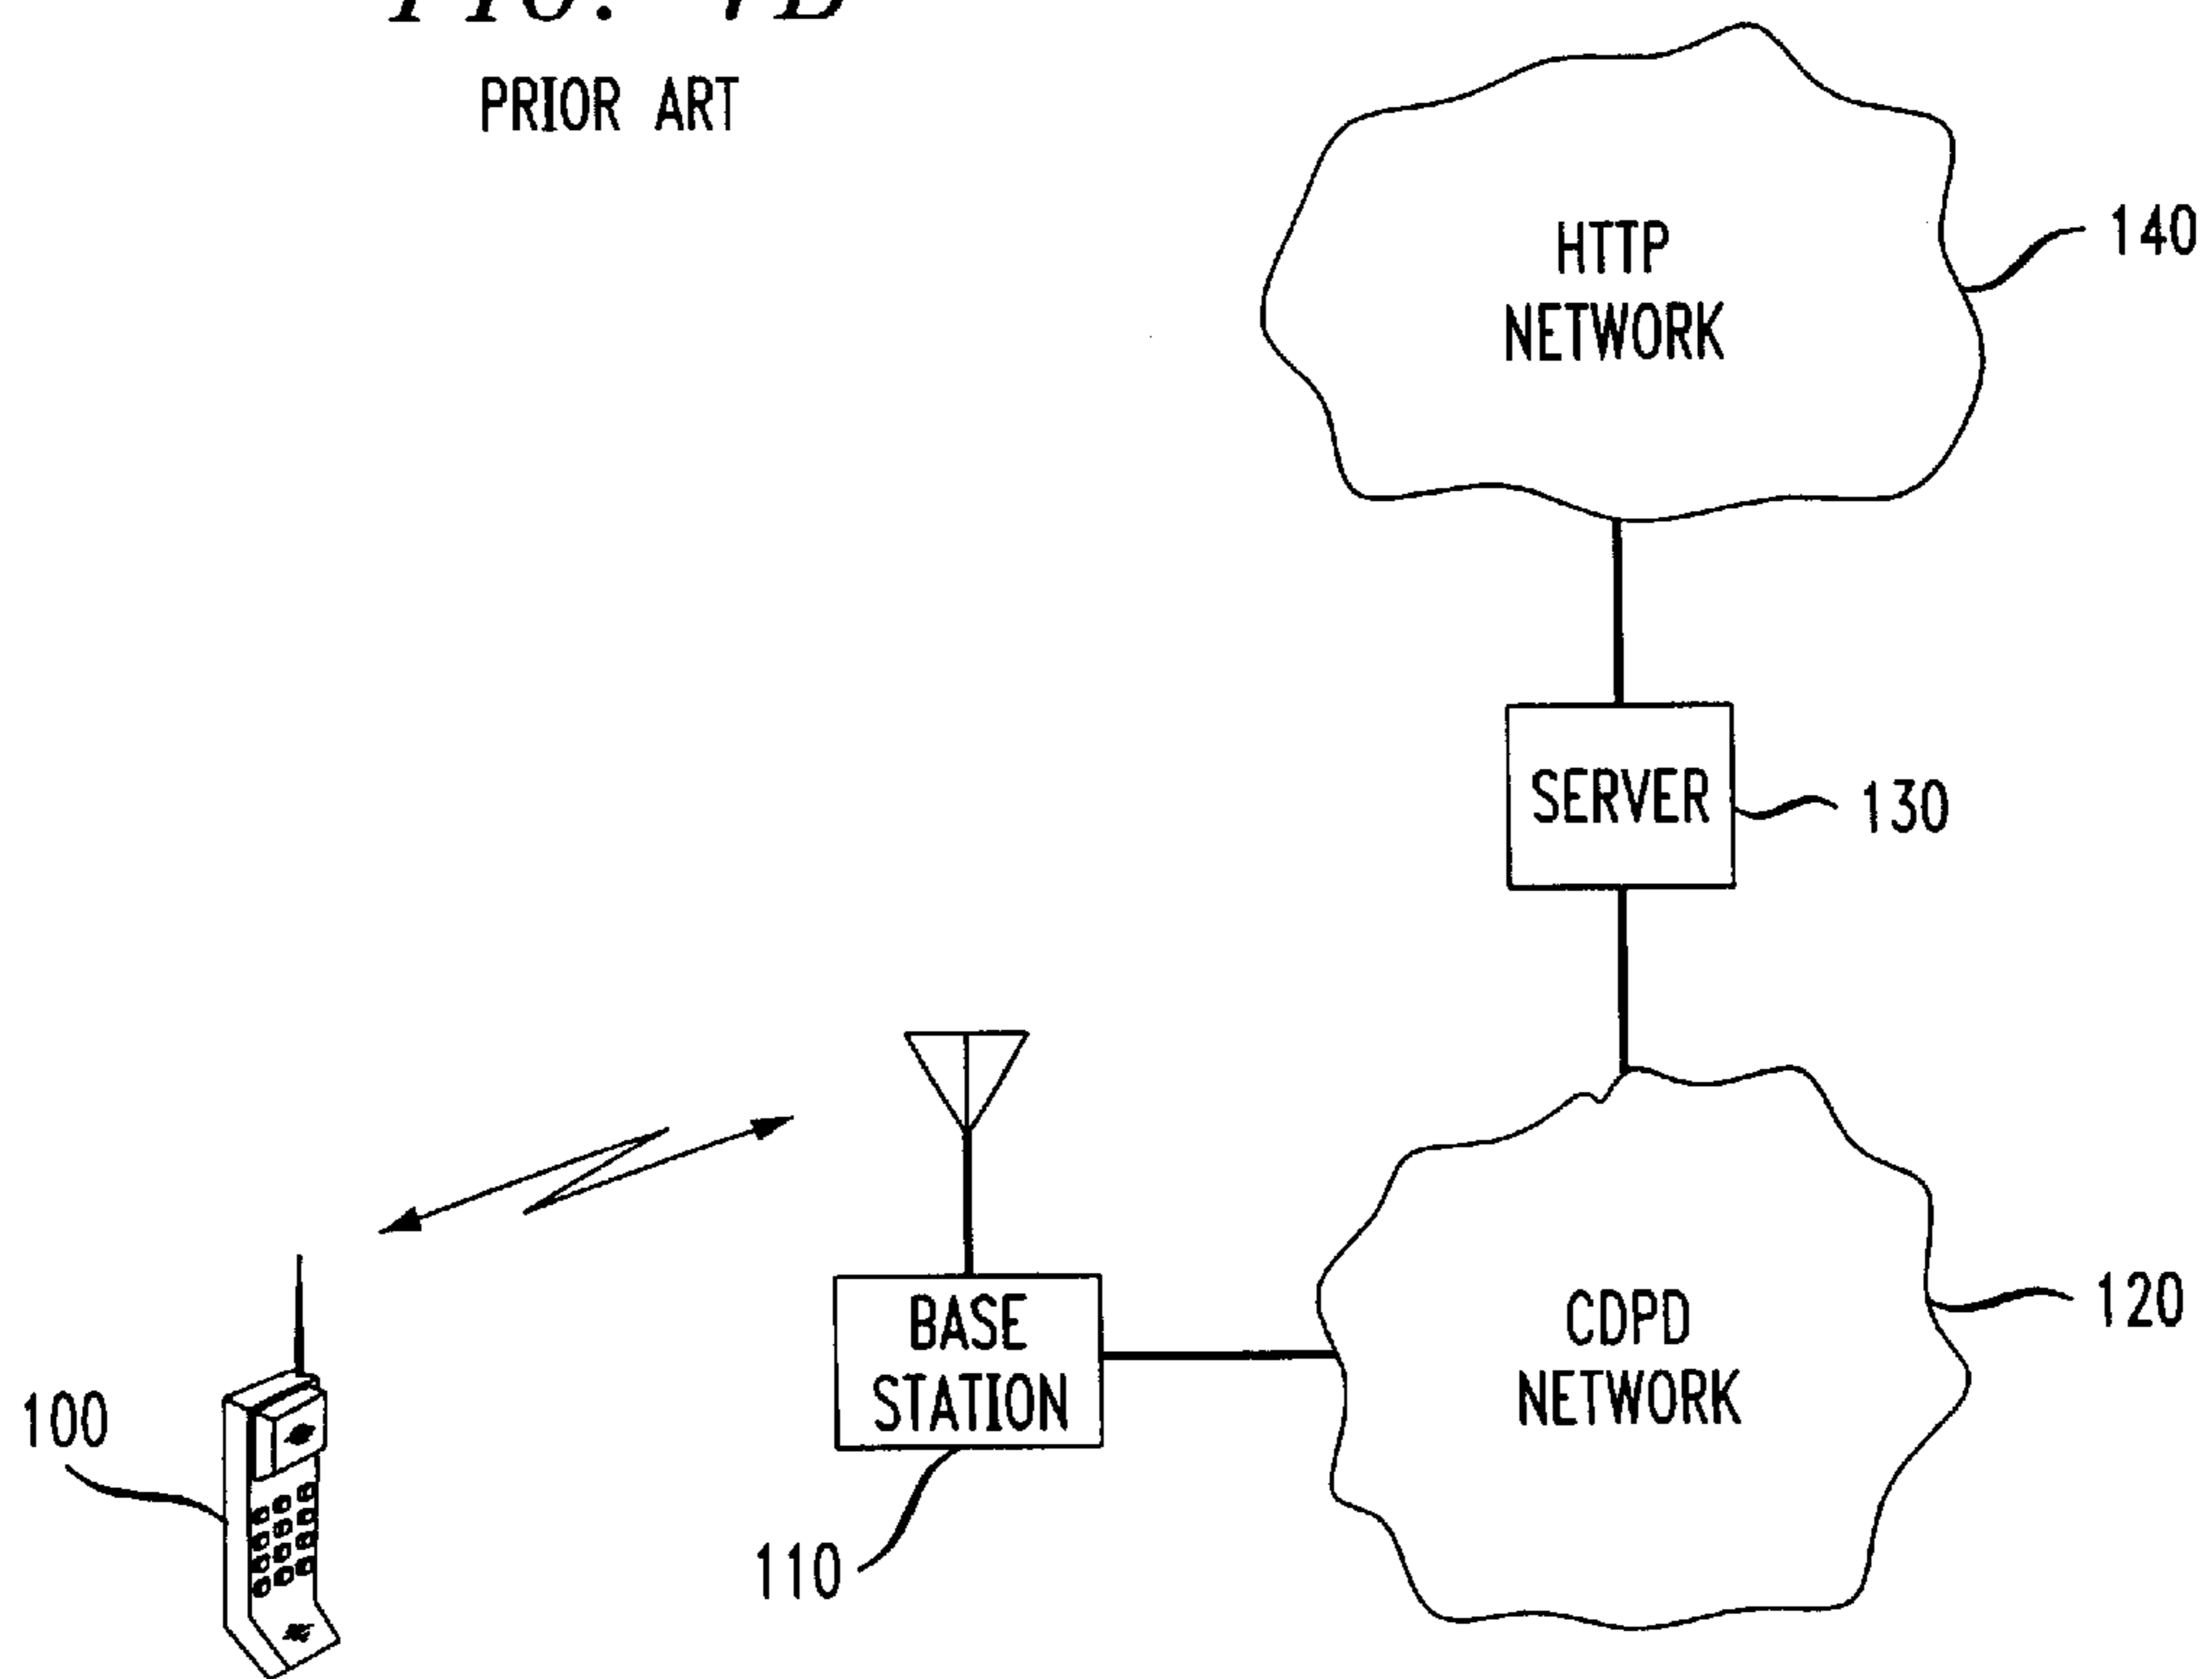 PRIOR ART
HTTP
NETWORK
140
SERVER
130
BASE
STATION
CDPD
NETWORK
120
100
110